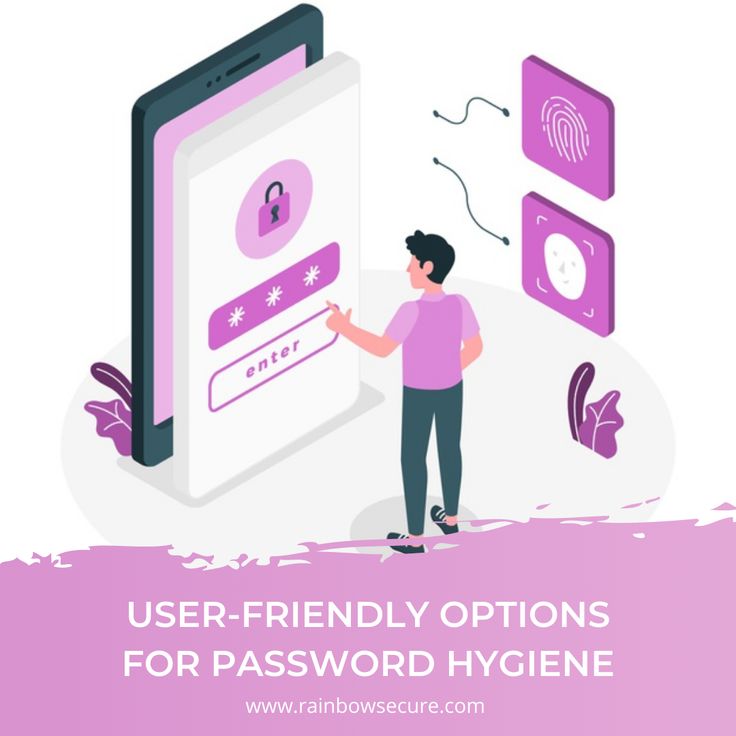 * * *
enter
USER-FRIENDLY OPTIONS
FOR PASSWORD HYGIENE
www.rainbowsecure.com